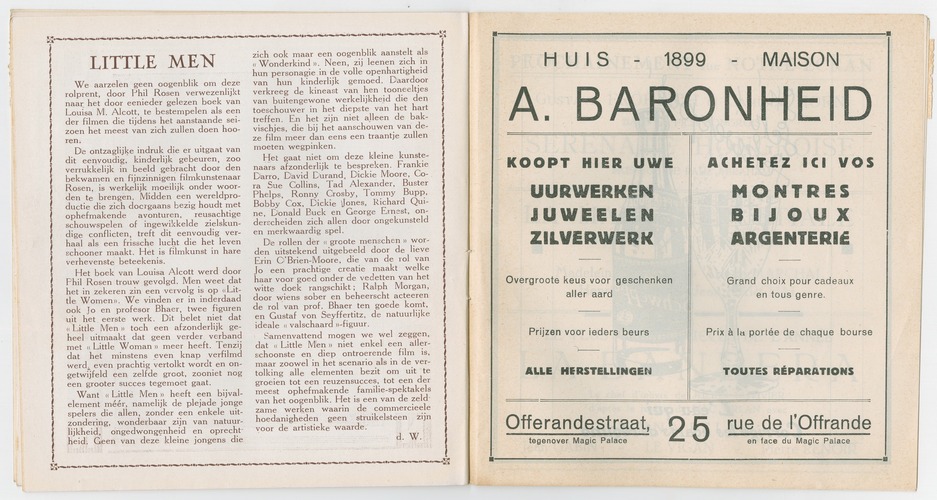 LITTLE MEN
We aarzelen geen oogenblik om deze
rolprent, door Phil Rosen verwezenlijkt
naar het door eenieder gelezen boek van
Louisa M. Alcott, te bestempelen als een
der filmen die tijdens het aanstaande sei-
zoen het meest van zich zullen doen hoo-
ren.
De ontzaglijke indruk die er uitgaat van
dit eenvoudig, kinderlijk gebeuren, zoo
verrukkelijk in beeld gebracht door den
bekwamen en fijnzinnigen filmkunstenaar
Rosen, is werkelijk moeilijk onder woor-
den te brengen. Midden een wereldpro-
ductie die zich doorgaans bezig houdt met
ophefmakende avonturen, reusachtige
schouwspelen of ingewikkelde zielskun-
dige conflicten, treft dit eenvoudig ver-
haal als een frissche lucht die het leven
schooner maakt. Het is filmkunst in hare
verhevenste beteekenis.
Het boek van Louisa Alcott werd door
Phil Rosen trouw gevolgd. Men weet dat
het in zekeren zin een vervolg is op «Lit-
tle Women». We vinden er in inderdaad
ook Jo en profesor Bhaer, twee figuren
uit het eerste werk. Dit belet niet dat
«Little Men» toch een afzonderlijk ge-
heel uitmaakt dat geen verder verband
met «Little Woman» meer heeft. Tenzij
dat het minstens even knap verfilmd
werd, even prachtig vertolkt wordt en on-
getwijfeld een zelfde groot, zooniet nog
een grooter succes tegemoet gaat.
Want «Little Men» heeft een bijval-
element méér, namelijk de plejade jonge
spelers die allen, zonder een enkele uit-
zondering, wonderbaar zijn van natuur-
lijkheid, ongedwongenheid en oprecht
heid. Geen van deze kleine jongens die
zich ook maar een oogenblik aanstelt als
«Wonderkind». Neen, zij leenen zich in
hun personagie in de volle openhartigheid
van hun kinderlijk gemoed. Daardoor
verkreeg de kineast van hen tooneeltjes
van buitengewone werkelijkheid die den
toeschouwer in het diepste van het hart
treffen. En het zijn niet alleen de bak-
vischjes, die bij het aanschouwen van de-
ze film meer dan eens een traantje zullen
moeten wegpinken.
Het gaat niet om deze kleine kunste-
naars afzonderlijk te bespreken. Frankie
Darro, David Durand, Dickie Moore, Co-
ra Sue Collins, Tad Alexander, Buster
Phelps, Ronny Crosby, Tommy Bupp,
Bobby Cox, Dickie Jones, Richard Qui-
ne, Donald Buck en George Ernest, on-
derscheiden zich allen door ongekunsteld
en merkwaardig spel.
De rollen der «groote menschen» wor-
den uitstekend uitgebeeld door de lieve
Erin O'Brien-Moore, die van de rol van
Jo een prachtige creatie maakt welke
haar voor goed onder de vedetten van het
witte doek rangschikt; Ralph Morgan,
door wiens sober en beheerscht acteeren
de rol van prof. Bhaer ten goede komt,
en Gustaf von Seyffertitz, de natuurlijke
ideale «valschaard»-figuur.
Samenvattend mogen we wel zeggen,
dat «Little Men» net enkel een aller-
schoonste en diep ontroerende film is,
maar zoowel in het scenario als in de ver-
tolking alle elementen bezit om uit te
groeien tot een reuzensucces, tot een der
meest ophefmakende familie-spektakels
van het oogenblik. Het is een van de zeld
zame werken waarin de commercieele
hoedanigheden geen struikelsteen zijn
voor de artistieke waarde.
d. W.
HUIS - 1899 - MAISON
A. BARONHEID
KOOPT HIER UWE
UURWERKEN
JUWEELEN
ZILVERWERK
Overgroote keus voor geschenken
aller aard
Prijzen voor ieders beurs
ALLE HERSTELLINGEN
ACHETEZ ICI VOS
MONTRES
BIJOUX
ARGENTERIE
Grand choix pour cadeaux
en tous genre.
Prix à la portée de chaque bourse
TOUTES RÉPARATIONS
Offerandestraat, 25 rue de l'Offrande
tegenover Magic Palace en face du Magic Palace